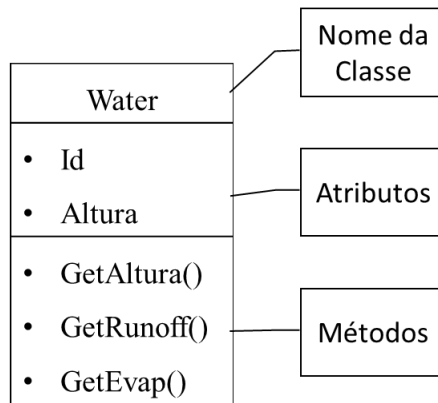 Water
• Id
• Altura
• GetAltura()
• GetRunoff()
• GetEvap()
Nome da
Classe
Atributos
Métodos